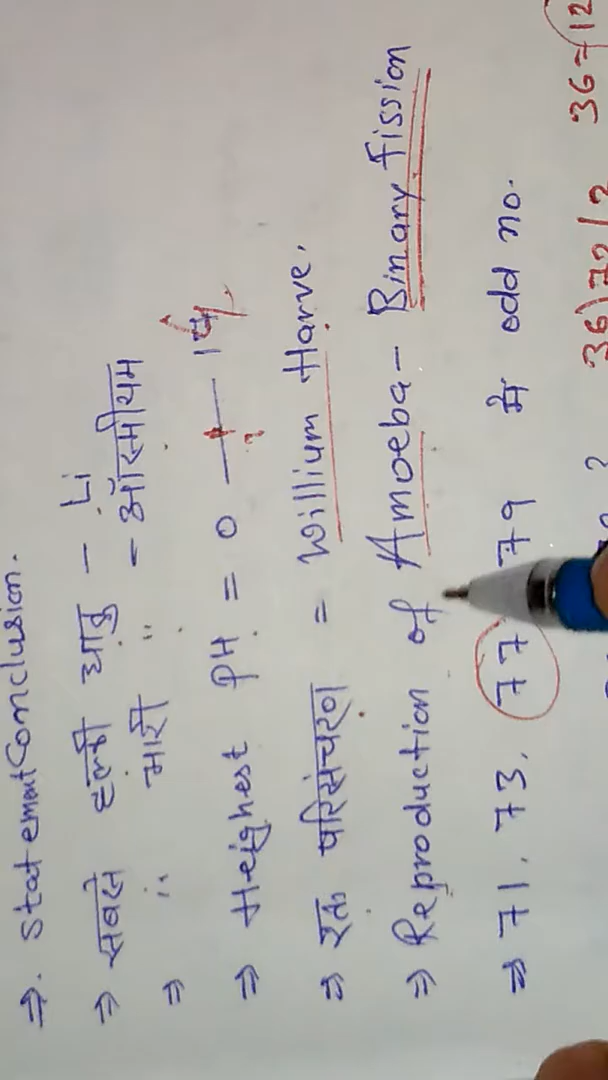 ⇒. Statement Conclusion.
⇒ सबसे हल्की धातु - Li
⇒ " भारी " - ऑस्मीयम
⇒ Heighest PH = 0 — 14
⇒ रक्त परिसंचरण = Willium Harve.
⇒ Reproduction of Amoeba - Binary Fission
⇒ 71. 73. 77 79 में odd no.
36) 72 / 2 36-12
?